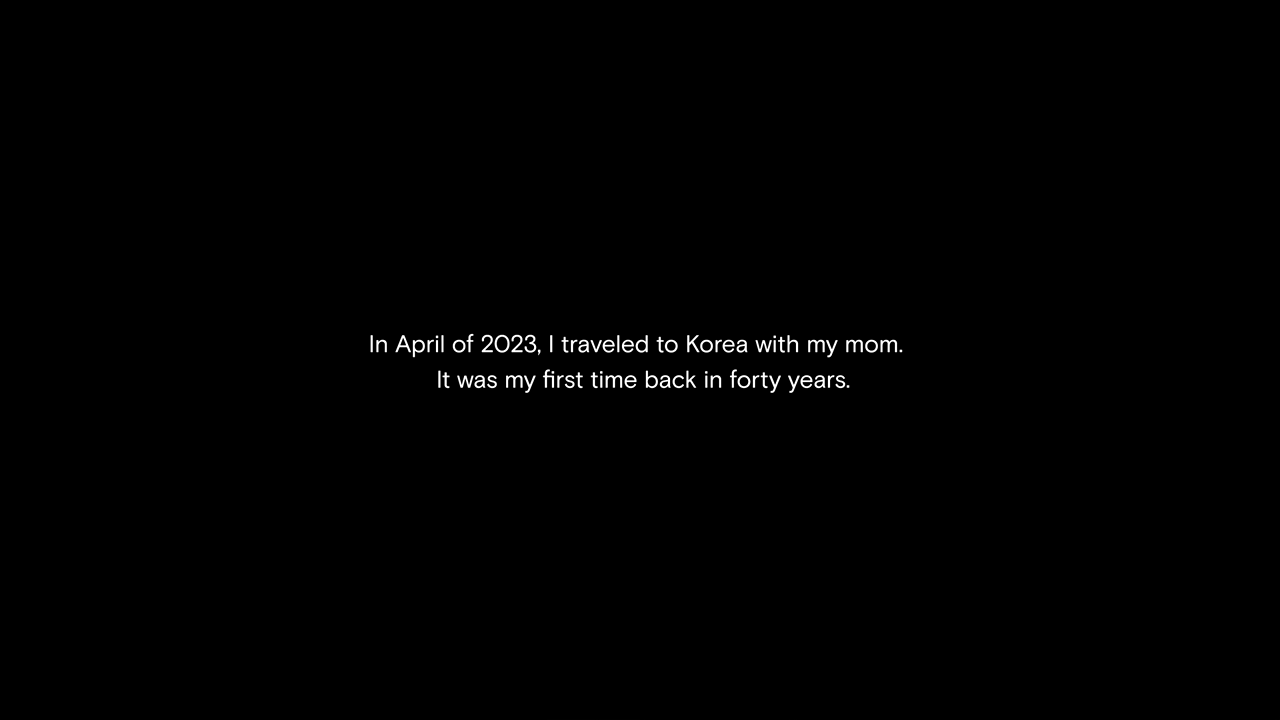 In April of 2023, I traveled to Korea with my mom.
It was my first time back in forty years.